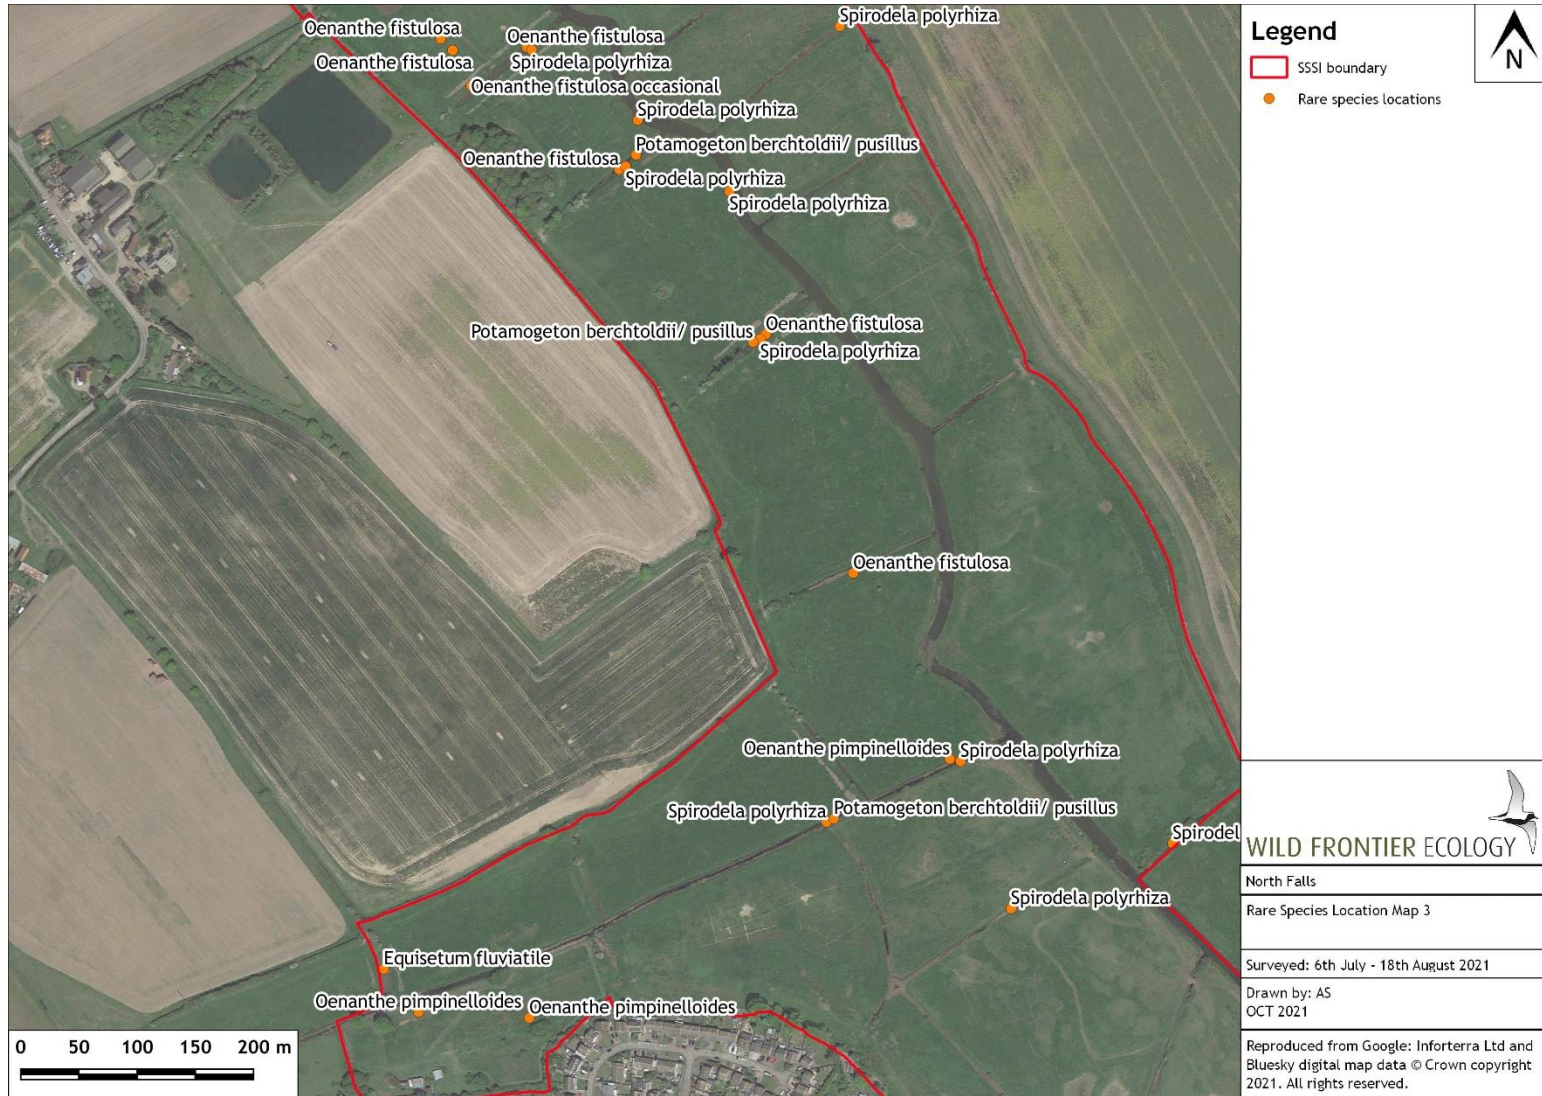 Oenanthe fistulosa
Oenanthe fistulosa
Oenanthe fistulosa
Spirodela polyrhiza
Oenanthe fistulosa occasional
Spirodela polyrhiza
Spirodela polyrhiza
Potamogeton berchtoldii/ pusillus
Oenanthe fistulosa
Spirodela polyrhiza
Spirodela polyrhiza
Oenanthe fistulosa
Potamogeton berchtoldii/ pusillus
Spirodela polyrhiza
Oenanthe fistulosa
Oenanthe pimpinelloides
Spirodela polyrhiza
Spirodela polyrhiza
Potamogeton berchtoldii/ pusillus
Spirodel
Spirodela polyrhiza
Equisetum fluviatile
Oenanthe pimpinelloides
Oenanthe pimpinelloides
0 50 100 150 200 m
Legend
SSSI boundary
Rare species locations
N
WILD FRONTIER ECOLOGY
North Falls
Rare Species Location Map 3
Surveyed: 6th July - 18th August 2021
Drawn by: AS
OCT 2021
Reproduced from Google: Inforterra Ltd and
Bluesky digital map data © Crown copyright
2021. All rights reserved.